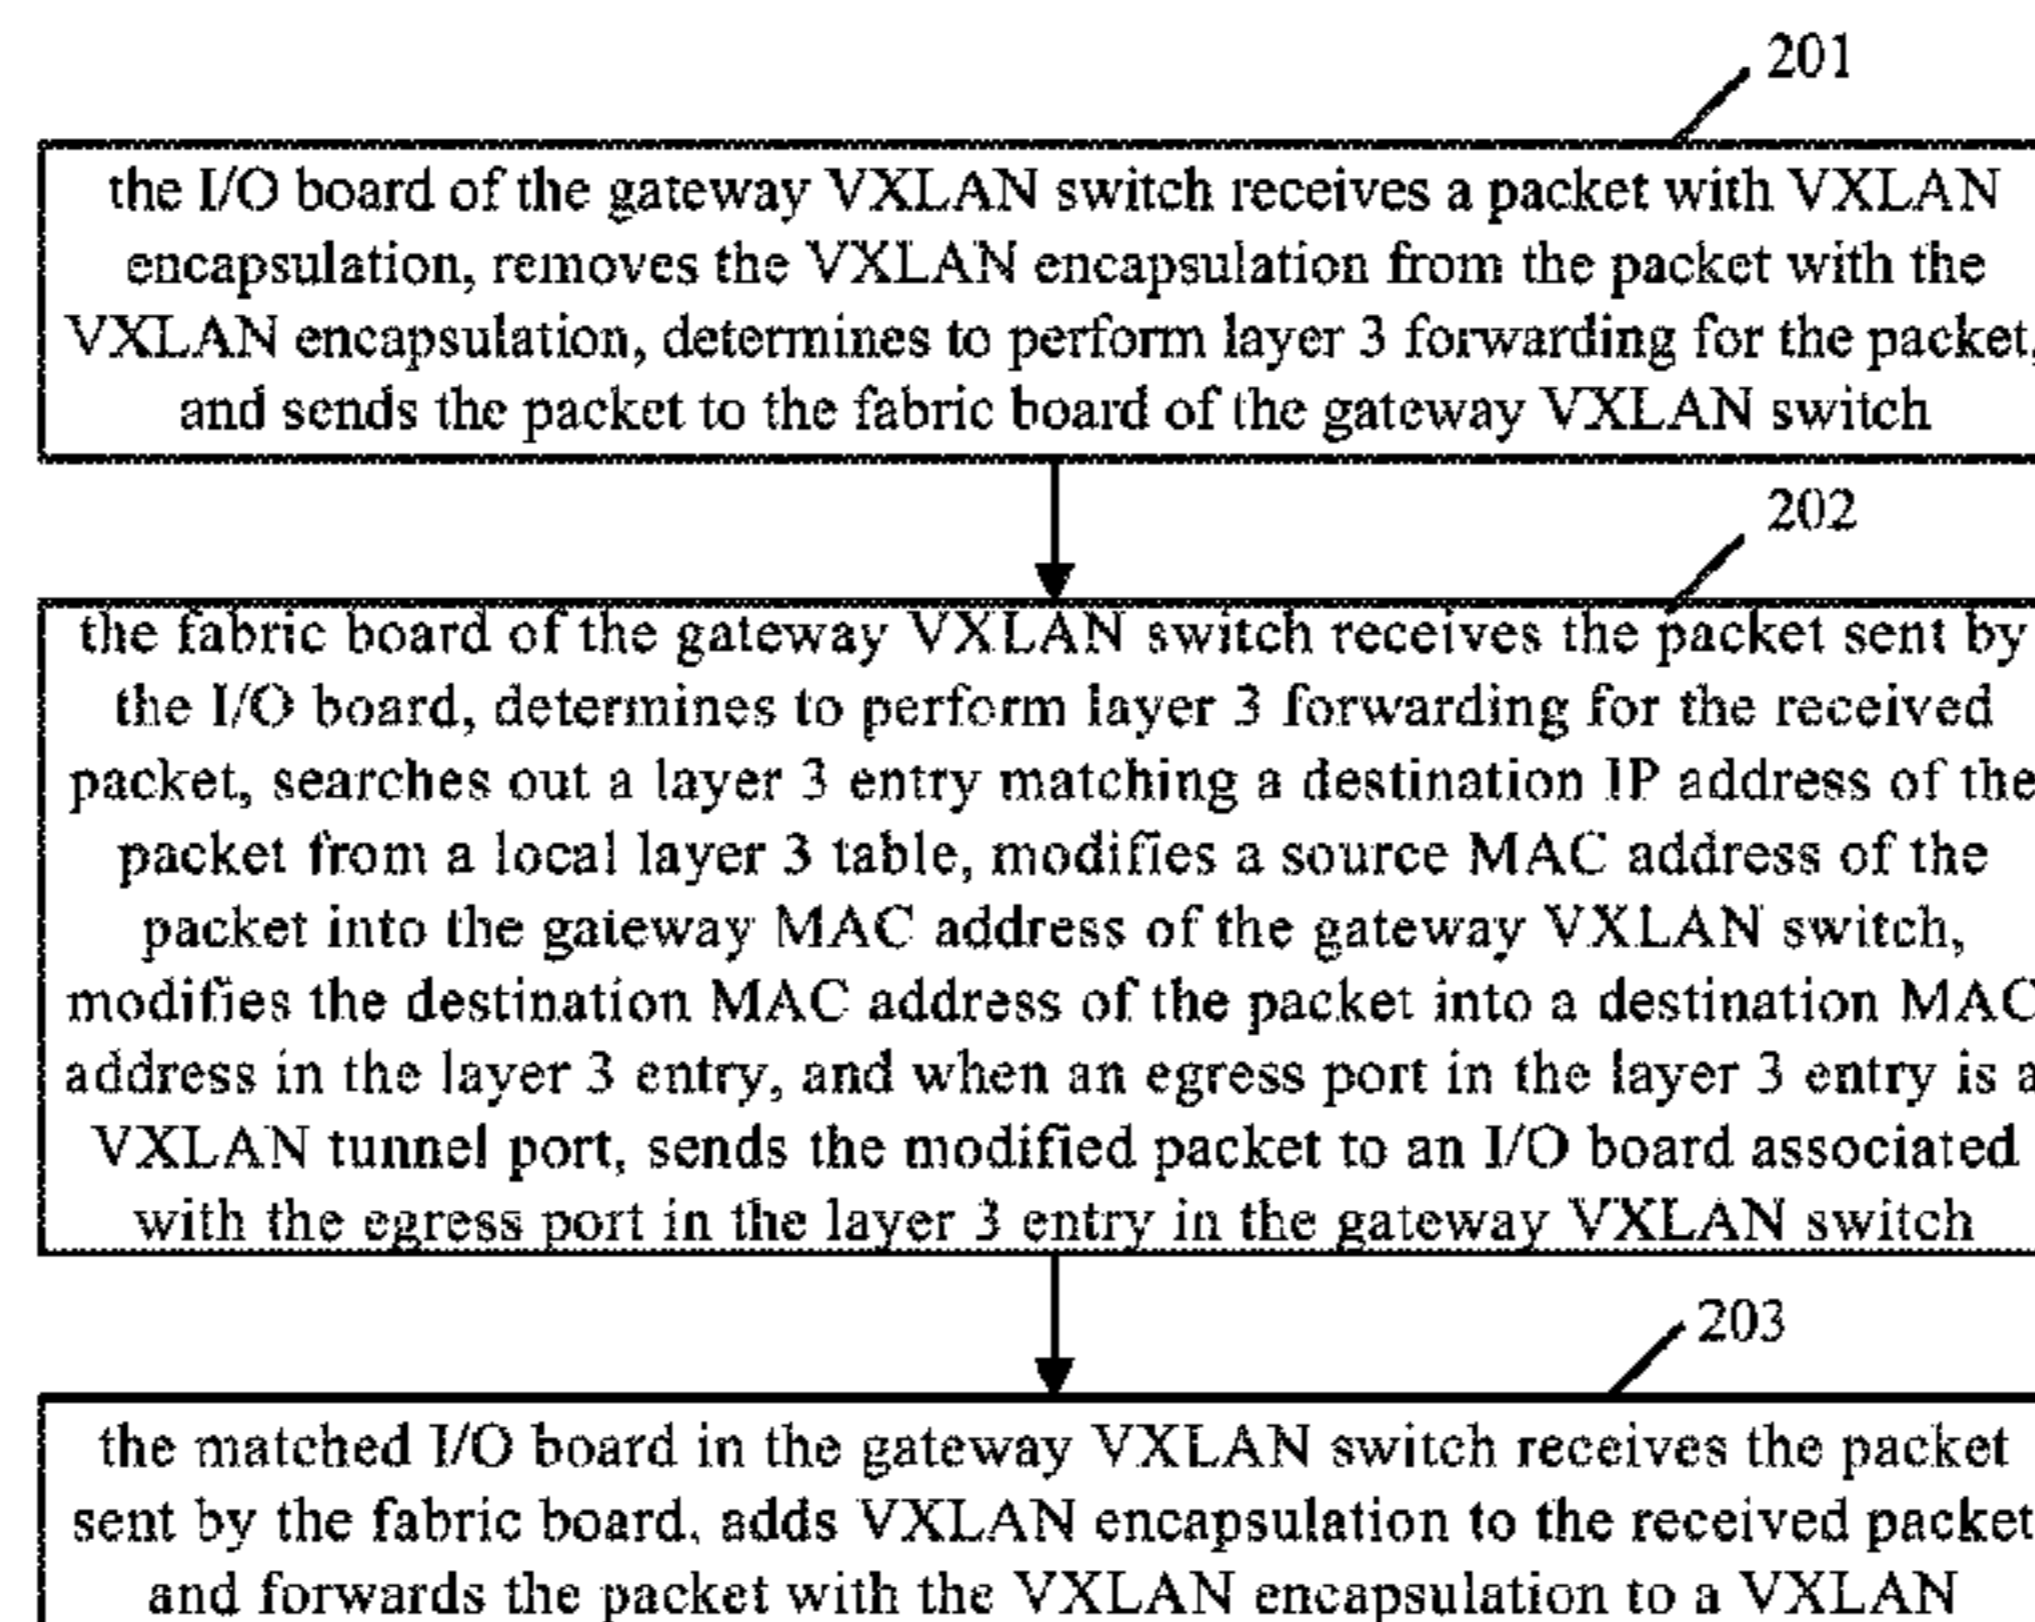 201
the I/O board of the gateway VXLAN switch receives a packet with VXLAN
encapsulation, removes the VXLAN encapsulation from the packet with the
VXLAN encapsulation, determines to perform layer 3 forwarding for the packet,
and sends the packet to the fabric board of the gateway VXLAN switch
202
the fabric board of the gateway VXLAN switch receives the packet sent by
the I/O board, determines to perform layer 3 forwarding for the received
packet, searches out a layer 3 entry matching a destination IP address of the
packet from a local layer 3 table, modifies a source MAC address of the
packet into the gateway MAC address of the gateway VXLAN switch,
modifies the destination MAC address of the packet into a destination MAC
address in the layer 3 entry, and when an egress port in the layer 3 entry is a
VXLAN tunnel port, sends the modified packet to an I/O board associated
with the egress port in the layer 3 entry in the gateway VXLAN switch
203
the matched I/O board in the gateway VXLAN switch receives the packet
sent by the fabric board, adds VXLAN encapsulation to the received packet
and forwards the packet with the VXLAN encapsulation to a VXLAN